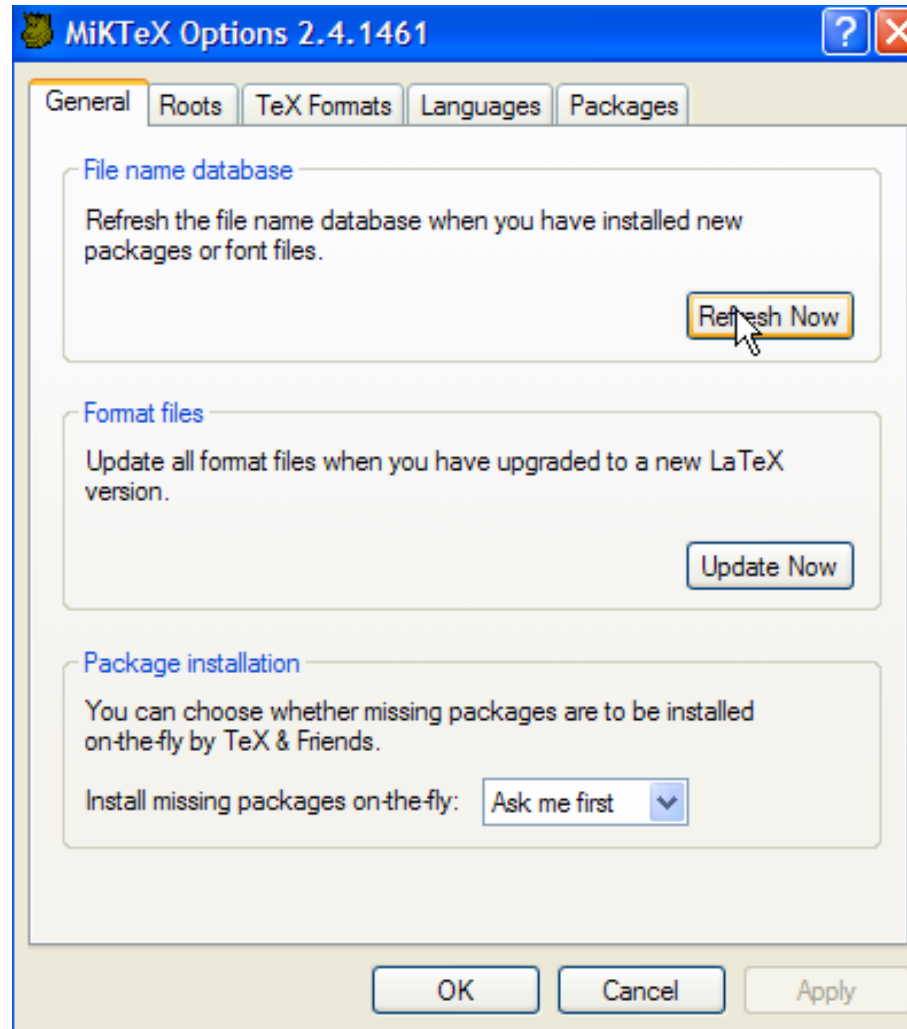 MiKTeX Options 2.4.1461
General Roots TeX Formats Languages Packages
File name database
Refresh the file name database when you have installed new
packages or font files.
Refresh Now
Format files
Update all format files when you have upgraded to a new LaTeX
version.
Update Now
Package installation
You can choose whether missing packages are to be installed
on-the-fly by TeX & Friends.
Install missing packages on-the-fly: Ask me first
OK Cancel Apply